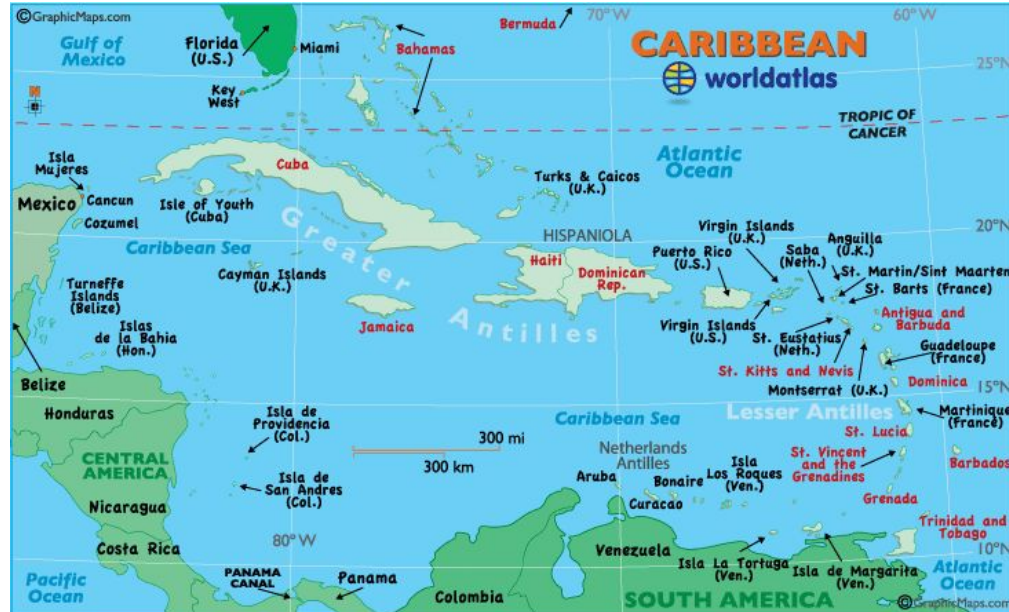 ©GraphicMaps.com
Gulf of
Mexico
Florida
(U.S.)
Miami
Key
West
Bahamas
Bermuda
70°W
60°W
CARIBBEAN
worldatlas
25°N
N
TROPIC OF
CANCER
Atlantic
Ocean
Isla
Mujeres
Mexico
Cancun
Cozumel
Cuba
Isle of Youth
(Cuba)
Turks & Caicos
(U.K.)
20°N
Caribbean Sea
Cayman Islands
(U.K.)
Greater
Antilles
Jamaica
HISPANIOLA
Haiti
Dominican
Rep.
Puerto Rico
(U.S.)
Virgin Islands
(U.K.)
Saba
(Neth.)
Anguilla
(U.K.)
St.
Martin/Sint Maarten
St. Barts (France)
Virgin Islands
(U.S.)
St. Eustatius
(Neth.)
Antigua and
Barbuda
St. Kitts and Nevis
Guadeloupe
(France)
Montserrat (U.K.)
Dominica
15°N
Turneffe
Islands
(Belize)
Islas
de la Bahia
(Hon.)
Belize
Honduras
CENTRAL
AMERICA
Nicaragua
Costa Rica
Isla de
Providencia
(Col.)
Isla de
San Andres
(Col.)
300 mi
300 km
Caribbean Sea
Lesser Antilles
Martinique
(France)
St. Lucia
St. Vincent
and the
Grenadines
Barbados
Grenada
Netherlands
Antilles
Aruba
Bonaire
Curacao
Isla
Los Roques
(Ven.)
Trinidad and
Tobago
10°N
80°W
Pacific
Ocean
PANAMA
CANAL
Panama
Colombia
Venezuela
Isla La Tortuga
(Ven.)
Isla de Margarita
(Ven.)
Atlantic
Ocean
SOUTH AMERICA
©GraphicMaps.com